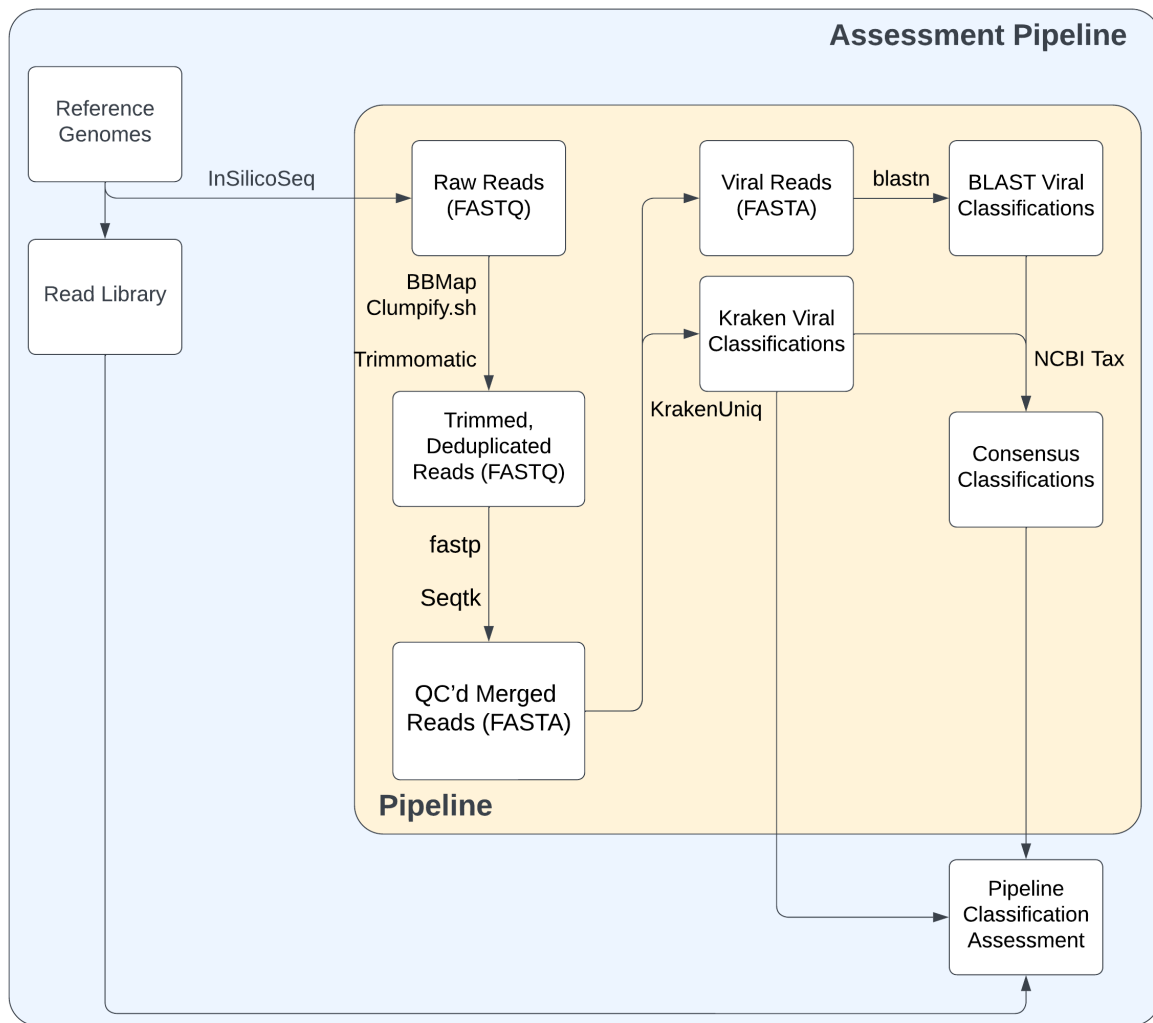 Assessment Pipeline
Reference
Genomes
InSilicoSeq
Read Library
Raw Reads
(FASTQ)
BBMap
Clumpify.sh
Trimmomatic
Trimmed,
Deduplicated
Reads (FASTQ)
fastp
Seqtk
QC’d Merged
Reads (FASTA)
Viral Reads
(FASTA)
blastn
BLAST Viral
Classifications
Kraken Viral
Classifications
KrakenUniq
NCBI Tax
Consensus
Classifications
Pipeline
Pipeline
Classification
Assessment